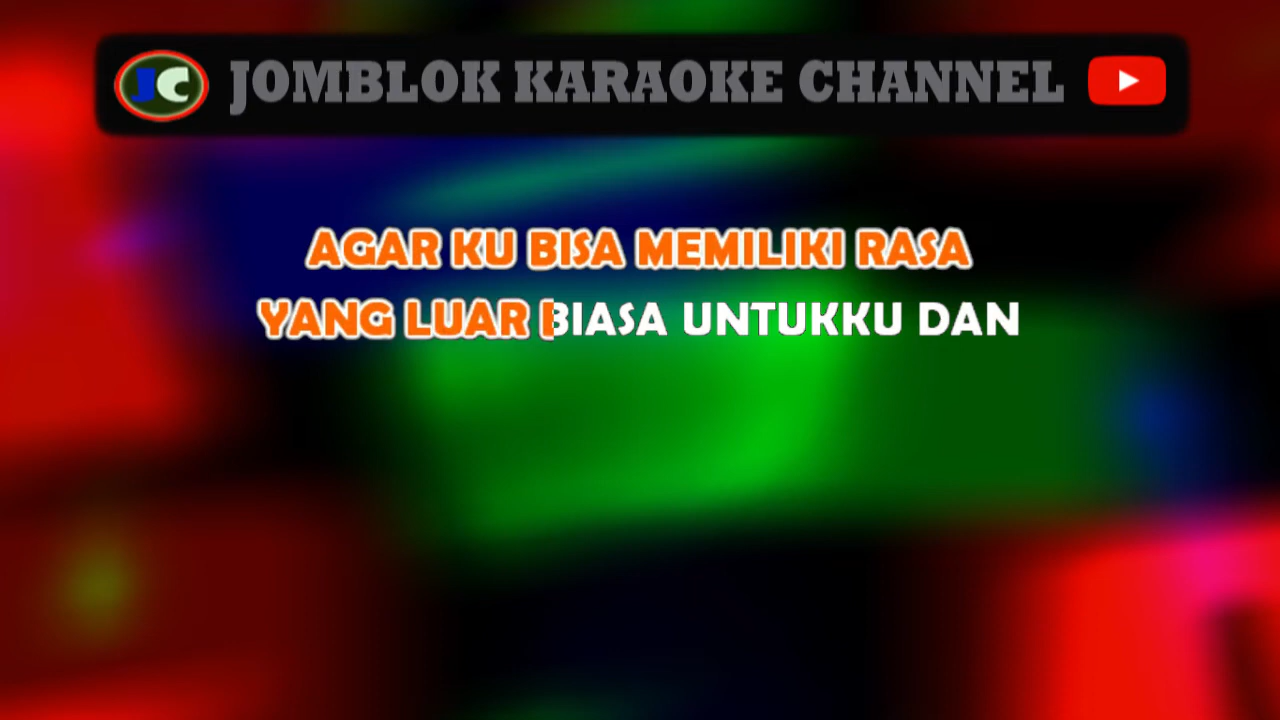 JC JOMBLOK KARAOKE CHANNEL
AGAR KU BISA MEMILIKI RASA
YANG LUAR BIASA UNTUKKU DAN